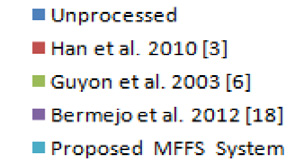 Unprocessed
Han et al. 2010 [3]
Guyon et al. 2003 [6]
Bermejo et al. 2012 [18]
Proposed MFFS System